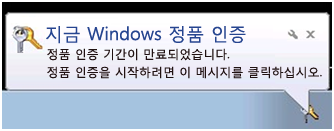 지금 Windows 정품 인증
정품 인증 기간이 만료되었습니다.
정품 인증을 시작하려면 이 메시지를 클릭하십시오.